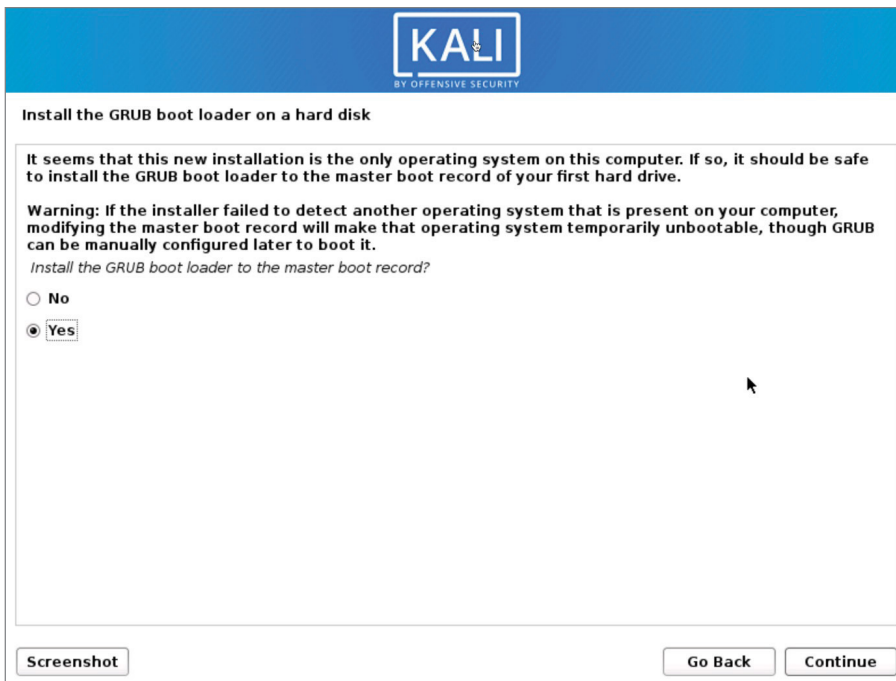 KALI
BY OFFENSIVE SECURITY
Install the GRUB boot loader on a hard disk
It seems that this new installation is the only operating system on this computer. If so, it should be safe
to install the GRUB boot loader to the master boot record of your first hard drive.
Warning: If the installer failed to detect another operating system that is present on your computer,
modifying the master boot record will make that operating system temporarily unbootable, though GRUB
can be manually configured later to boot it.
Install the GRUB boot loader to the master boot record?
No
Yes
Screenshot
Go Back
Continue